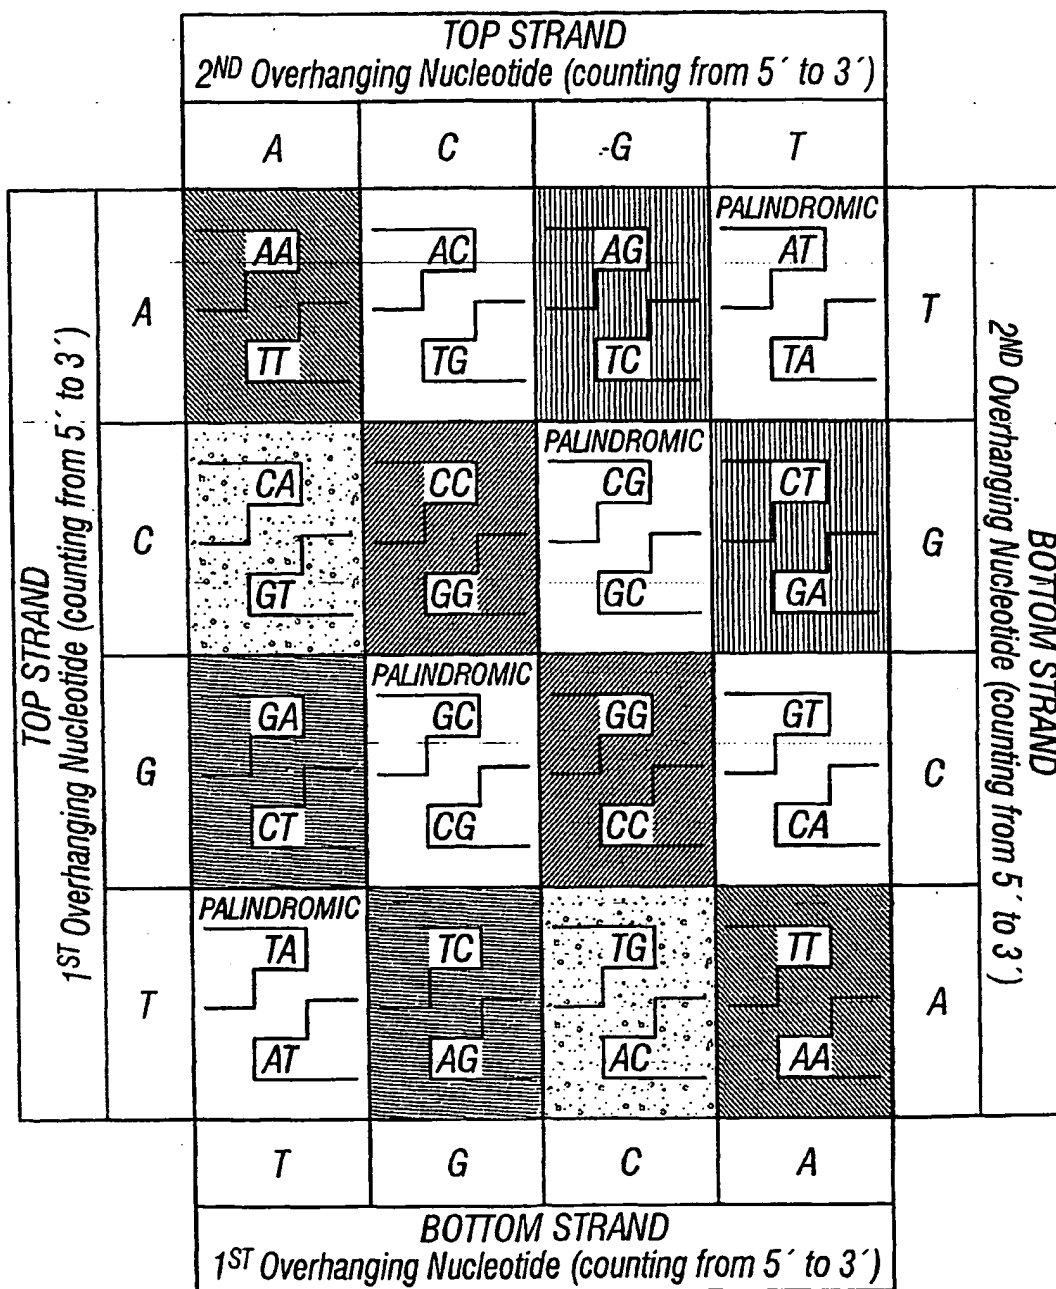 TOP STRAND
2ND Overhanging Nucleotide (counting from 5´ to 3´)
A C G T
TOP STRAND
1ST Overhanging Nucleotide (counting from 5´ to 3´)
PALINDROMIC
A AA AC AG AT T
TT TG TC TA
PALINDROMIC
C CA CC CG CT G
GT GG GC GA
PALINDROMIC
G GA GC GG GT C
CT CG CC CA
PALINDROMIC
T TA TC TG TT A
AT AG AC AA
BOTTOM STRAND
2ND Overhanging Nucleotide (counting from 5´ to 3´)
T G C A
BOTTOM STRAND
1ST Overhanging Nucleotide (counting from 5´ to 3´)